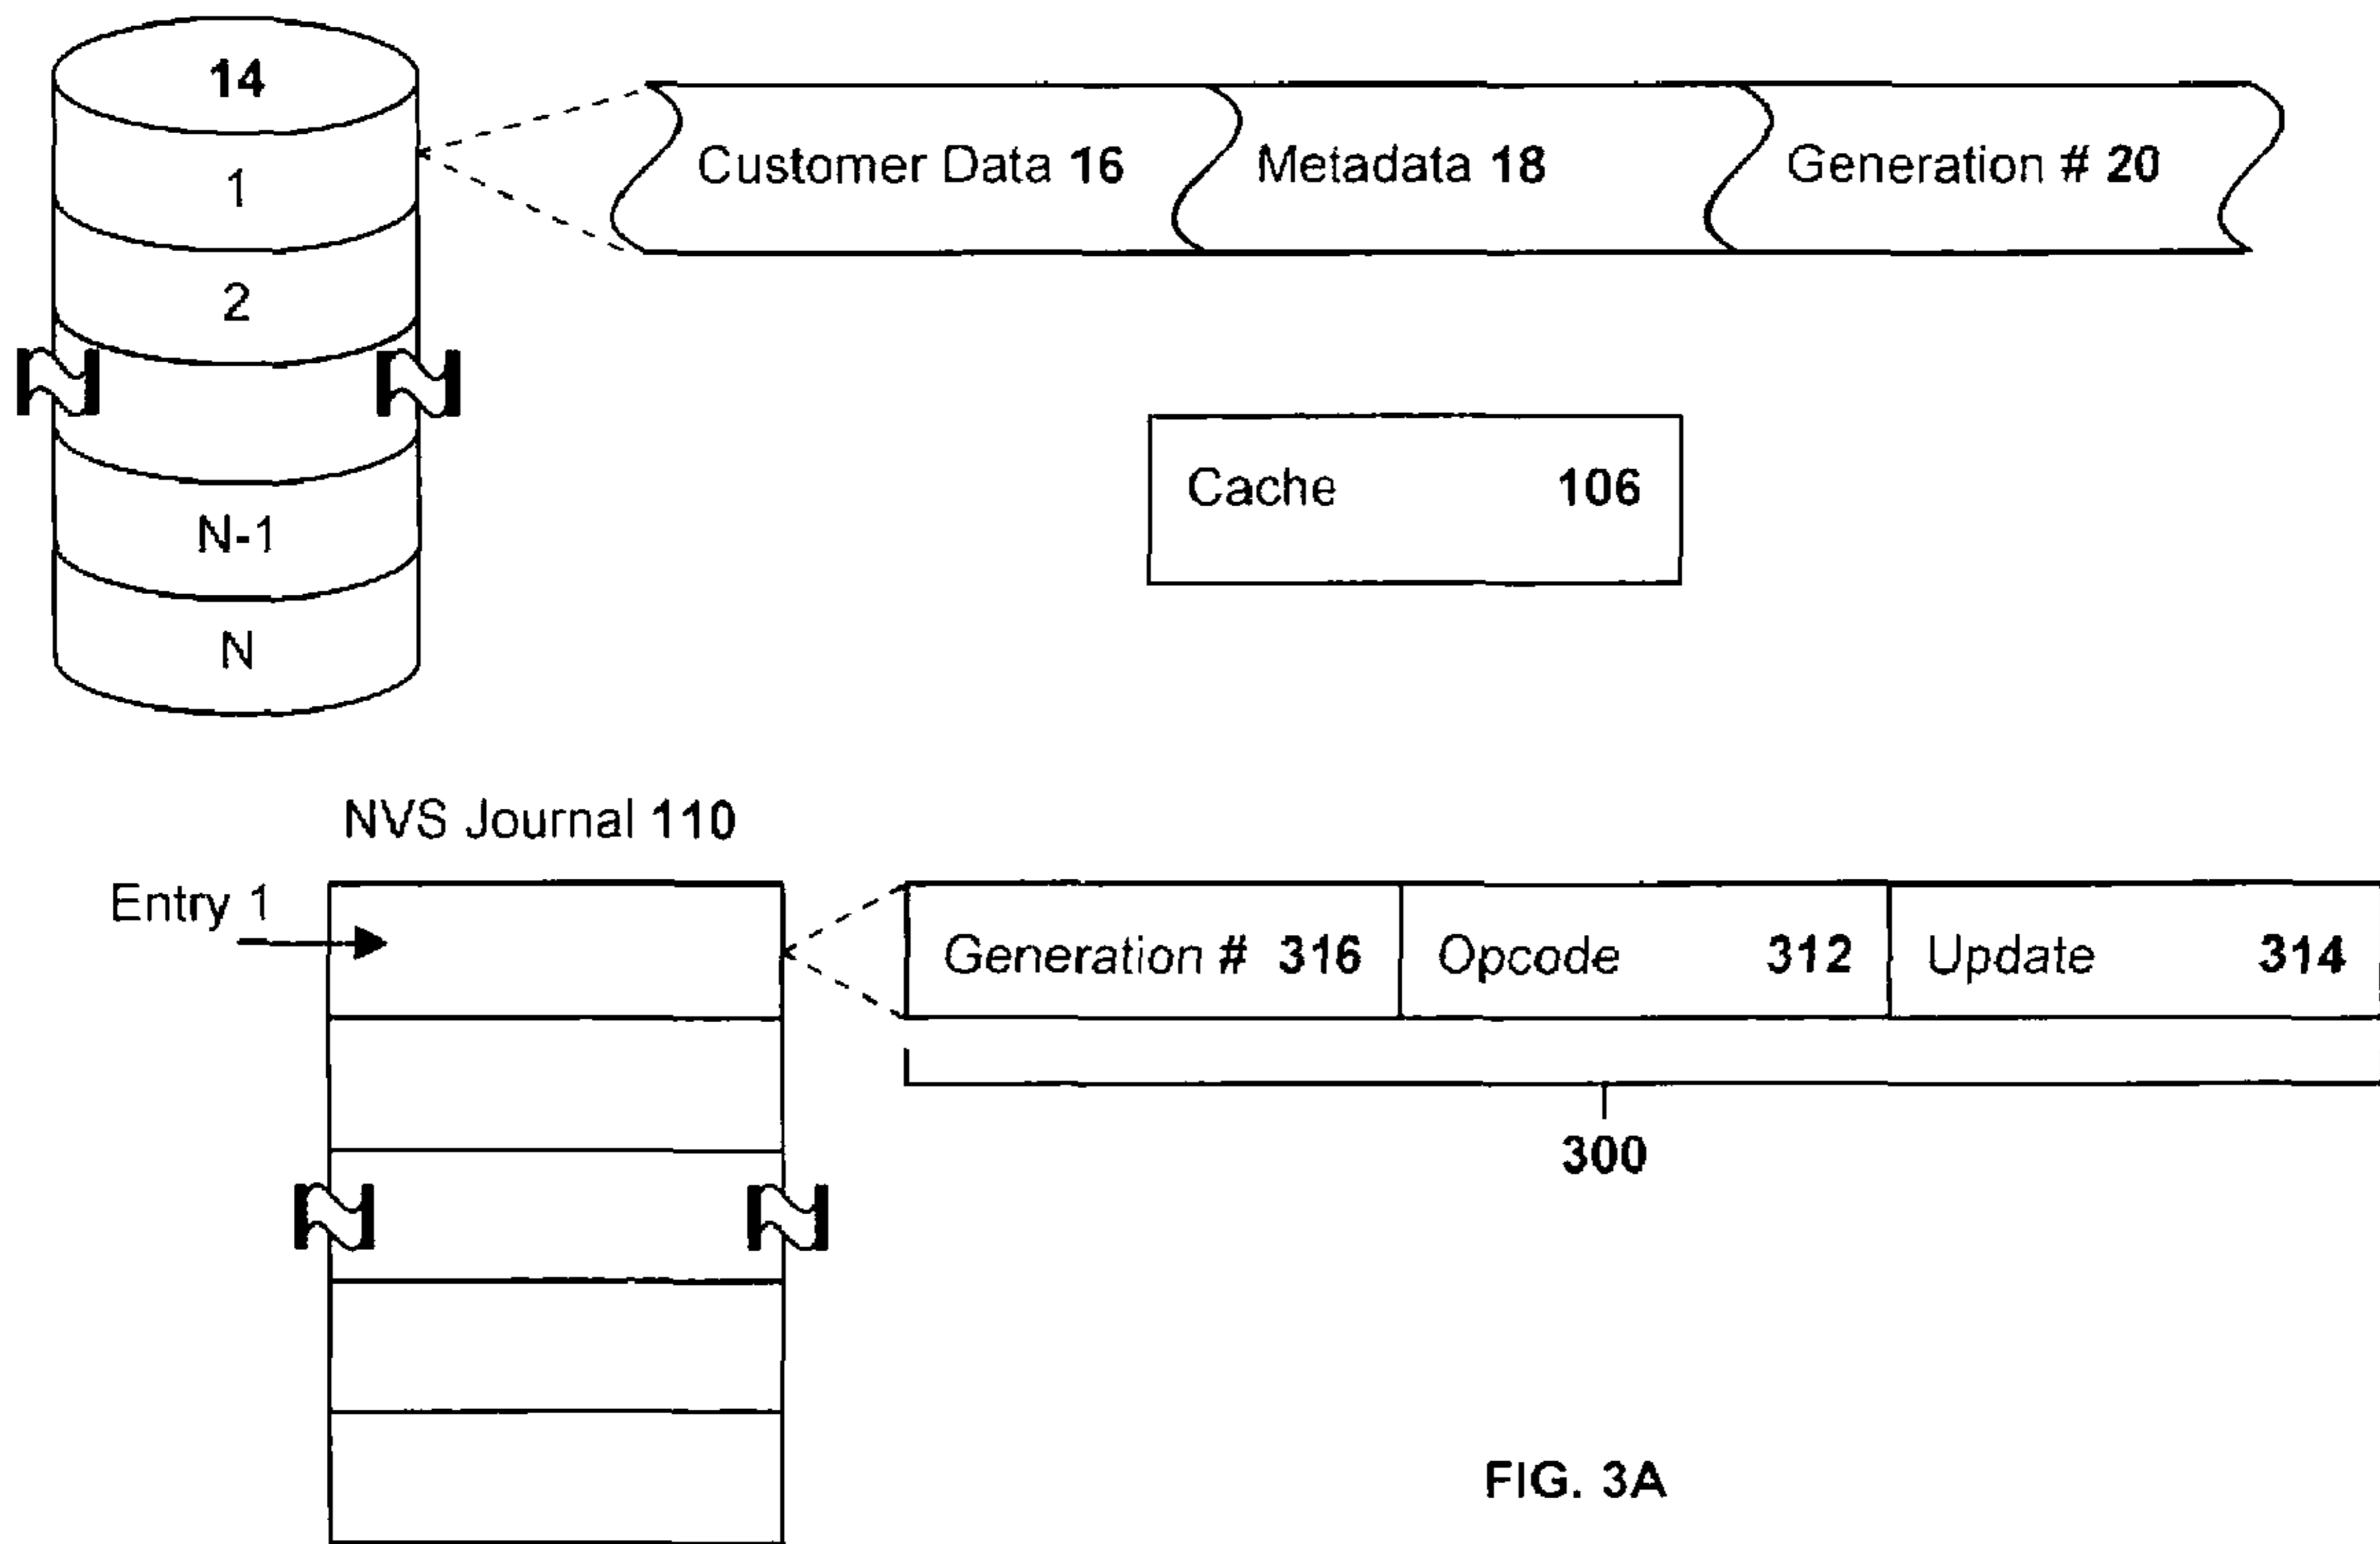 14
1
2
N-1
N
Customer Data 16
Metadata 18
Generation # 20
Cache 106
NVS Journal 110
Entry 1
Generation # 316
Opcode 312
Update 314
300
FIG. 3A